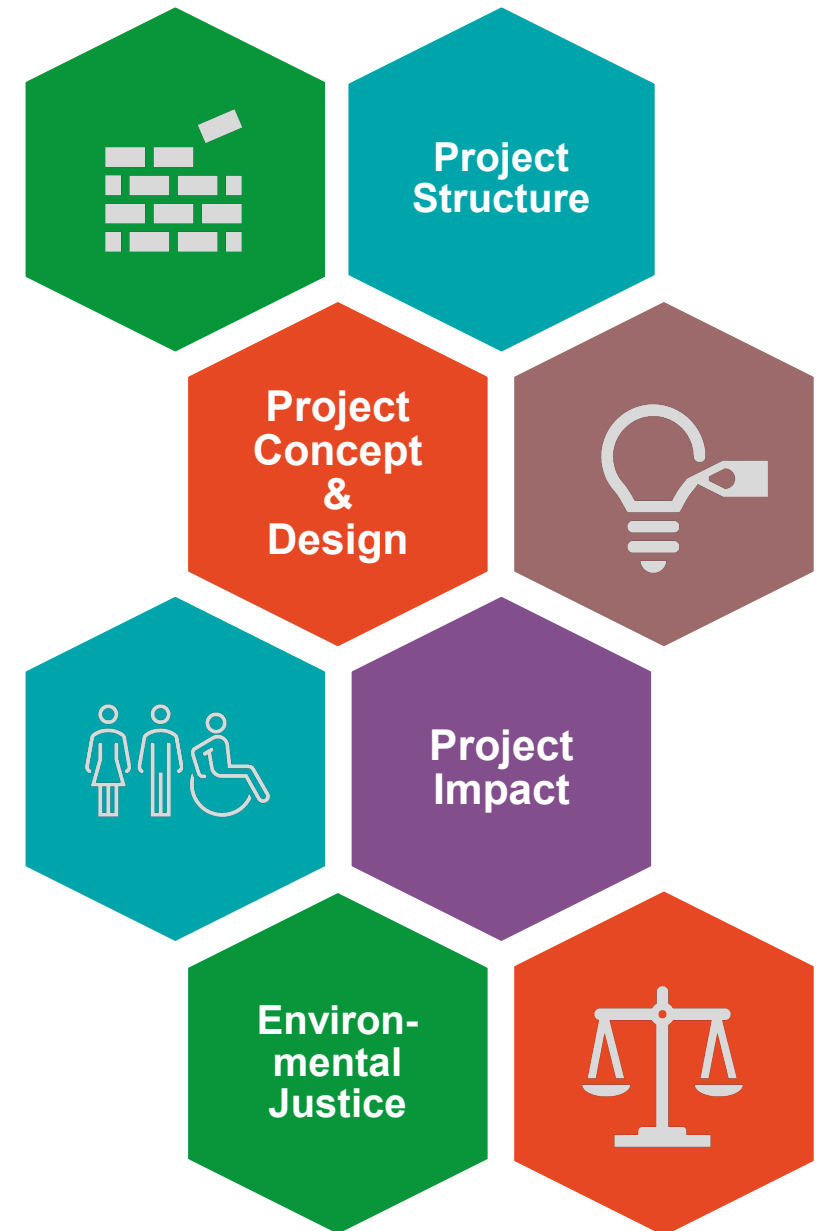 Project
Structure
Project
Concept
&
Design
Project
Impact
Environ-
mental
Justice